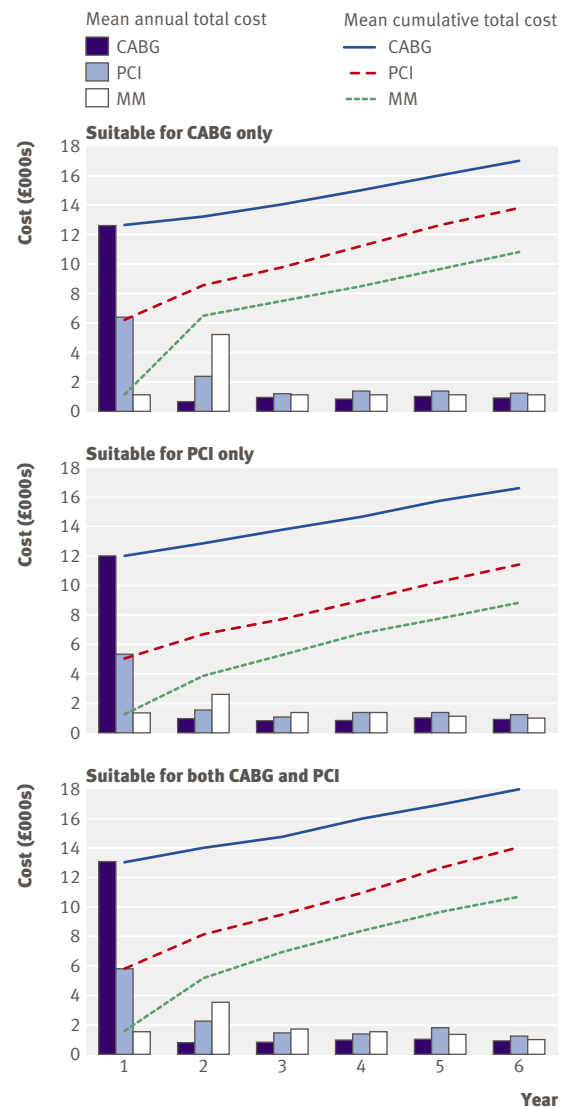 Mean annual total cost
CABG
PCI
MM
Mean cumulative total cost
CABG
PCI
MM
Suitable for CABG only
Cost (£000s)
18
16
14
12
10
8
6
4
2
0
Suitable for PCI only
Cost (£000s)
18
16
14
12
10
8
6
4
2
0
Suitable for both CABG and PCI
Cost (£000s)
18
16
14
12
10
8
6
4
2
0
1 2 3 4 5 6
Year